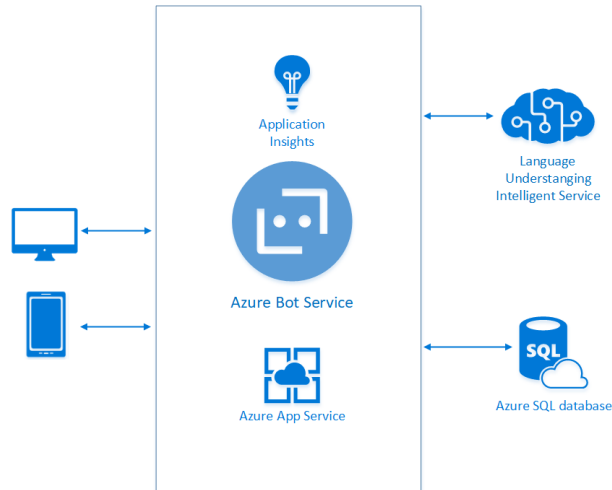 Application
Insights
Azure Bot Service
Azure App Service
Language
Understanging
Intelligent Service
SQL
Azure SQL database